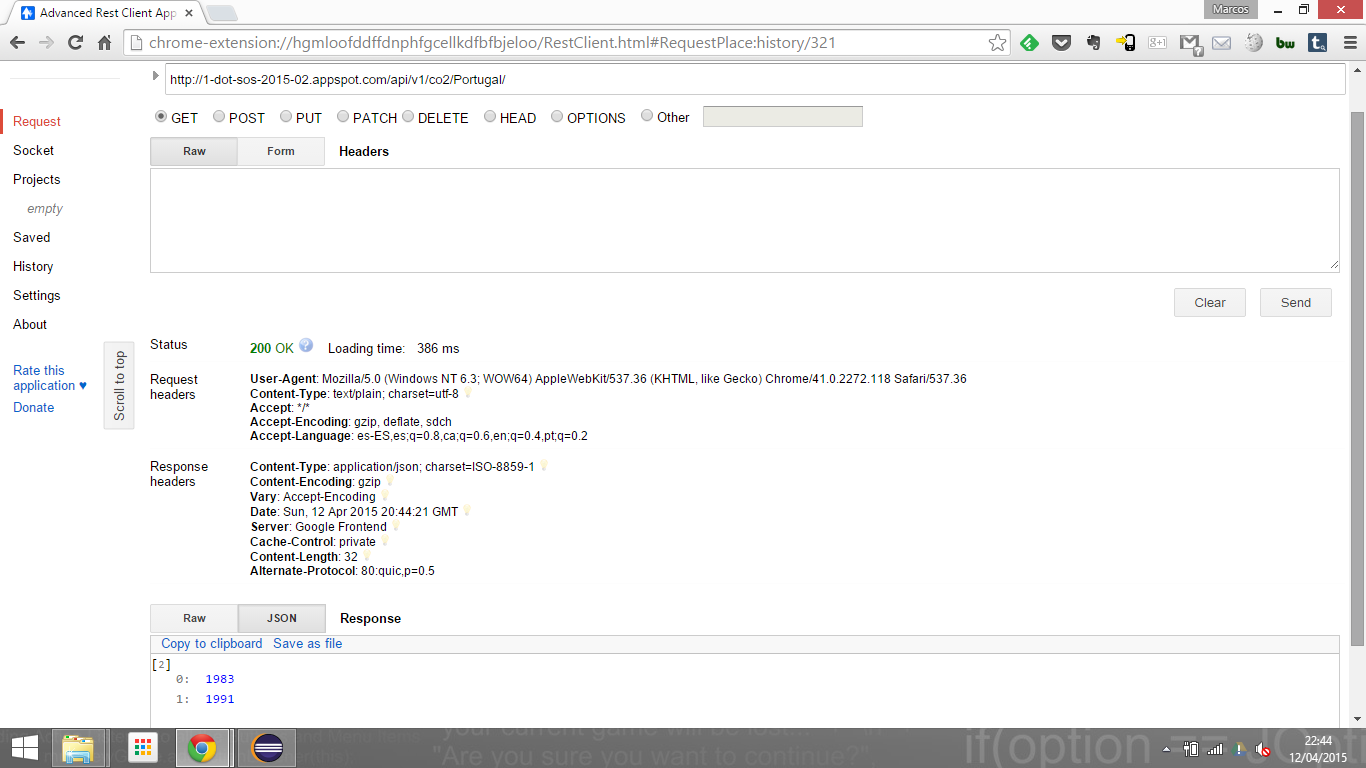 Advanced Rest Client App
Marcos
chrome-extension://hgmloofddffdnphfgcellkdfbfbjeloo/RestClient.html#RequestPlace:history/321
http://1-dot-sos-2015-02.appspot.com/api/v1/co2/Portugal/
GET POST PUT PATCH DELETE HEAD OPTIONS Other
Raw Form Headers
Request
Socket
Projects
empty
Saved
History
Settings
About
Rate this
application ♥
Donate
Scroll to top
Clear Send
Status 200 OK Loading time: 386 ms
Request
headers
User-Agent: Mozilla/5.0 (Windows NT 6.3; WOW64) AppleWebKit/537.36 (KHTML, like Gecko) Chrome/41.0.2272.118 Safari/537.36
Content-Type: text/plain; charset=utf-8
Accept: */*
Accept-Encoding: gzip, deflate, sdch
Accept-Language: es-ES,es;q=0.8,ca;q=0.6,en;q=0.4,pt;q=0.2
Response
headers
Content-Type: application/json; charset=ISO-8859-1
Content-Encoding: gzip
Vary: Accept-Encoding
Date: Sun, 12 Apr 2015 20:44:21 GMT
Server: Google Frontend
Cache-Control: private
Content-Length: 32
Alternate-Protocol: 80:quic,p=0.5
Raw JSON Response
Copy to clipboard Save as file
[2]
0: 1983
1: 1991
your current game will be
"Are you sure you want to continue?"
if(option ==
22:44
12/04/2015